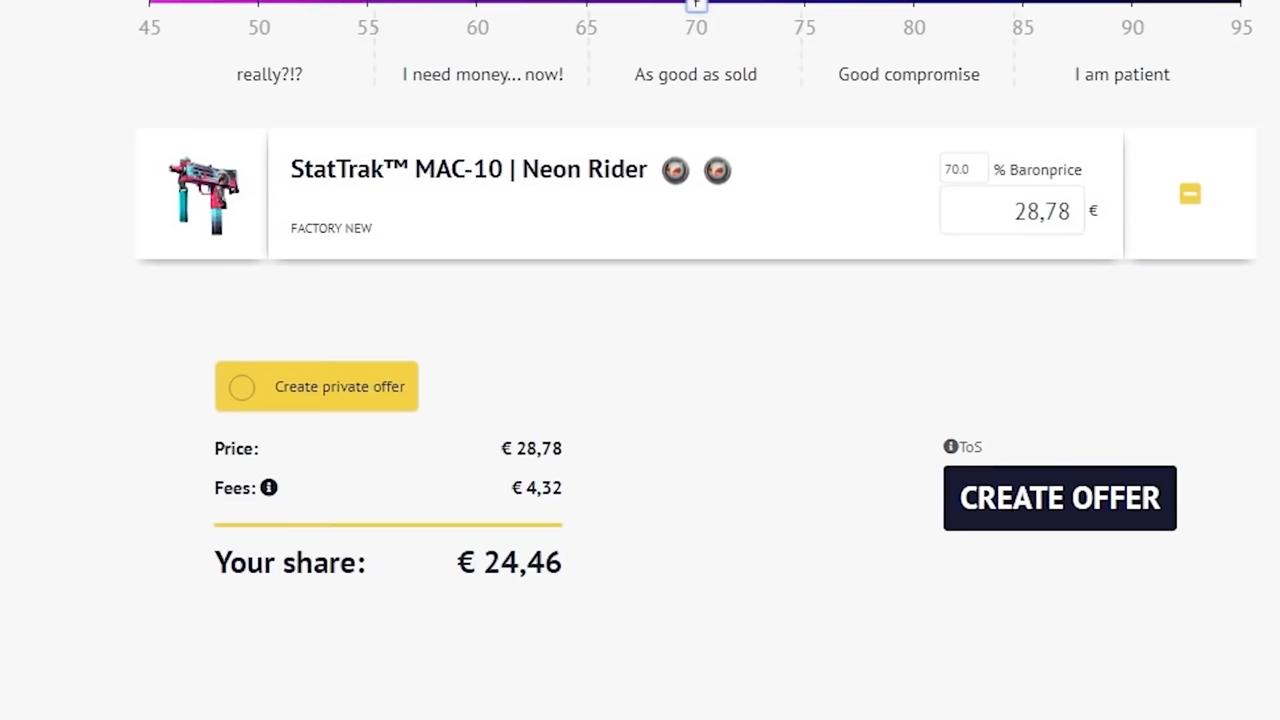 45 50 55 60 65 70 75 80 85 90 95
really?!? I need money... now! As good as sold Good compromise I am patient
StatTrak™ MAC-10 | Neon Rider
70.0 % Baronprice
28,78 €
FACTORY NEW
Create private offer
Price: € 28,78
Fees: € 4,32
Your share: € 24,46
ToS
CREATE OFFER